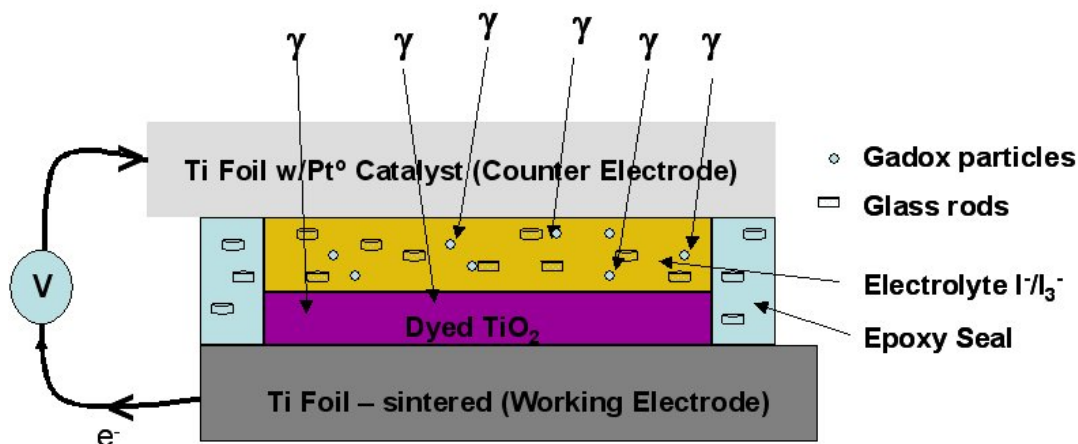 γ γ γ γ γ γ
Ti Foil w/Pt⁰ Catalyst (Counter Electrode)
Gadox particles
Glass rods
V
Electrolyte I⁻/I₃⁻
Dyed TiO₂
Epoxy Seal
Ti Foil – sintered (Working Electrode)
e⁻